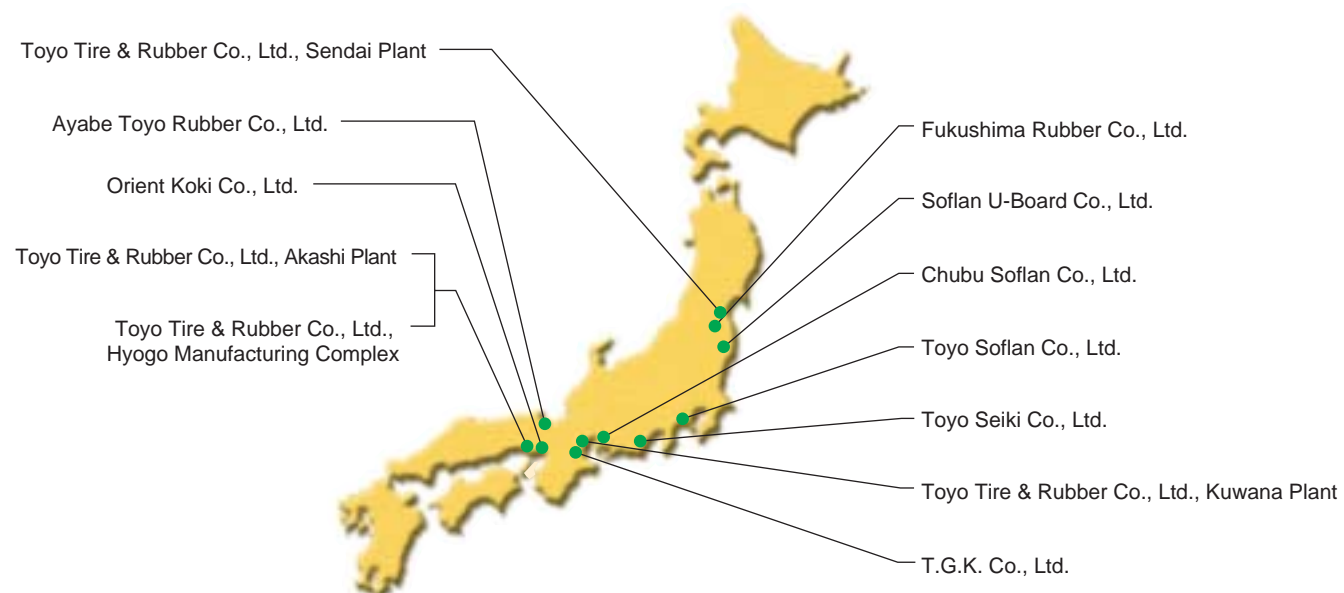 Toyo Tire & Rubber Co., Ltd., Sendai Plant
Ayabe Toyo Rubber Co., Ltd.
Orient Koki Co., Ltd.
Toyo Tire & Rubber Co., Ltd., Akashi Plant
Toyo Tire & Rubber Co., Ltd.,
Hyogo Manufacturing Complex
Fukushima Rubber Co., Ltd.
Soflan U-Board Co., Ltd.
Chubu Soflan Co., Ltd.
Toyo Soflan Co., Ltd.
Toyo Seiki Co., Ltd.
Toyo Tire & Rubber Co., Ltd., Kuwana Plant
T.G.K. Co., Ltd.